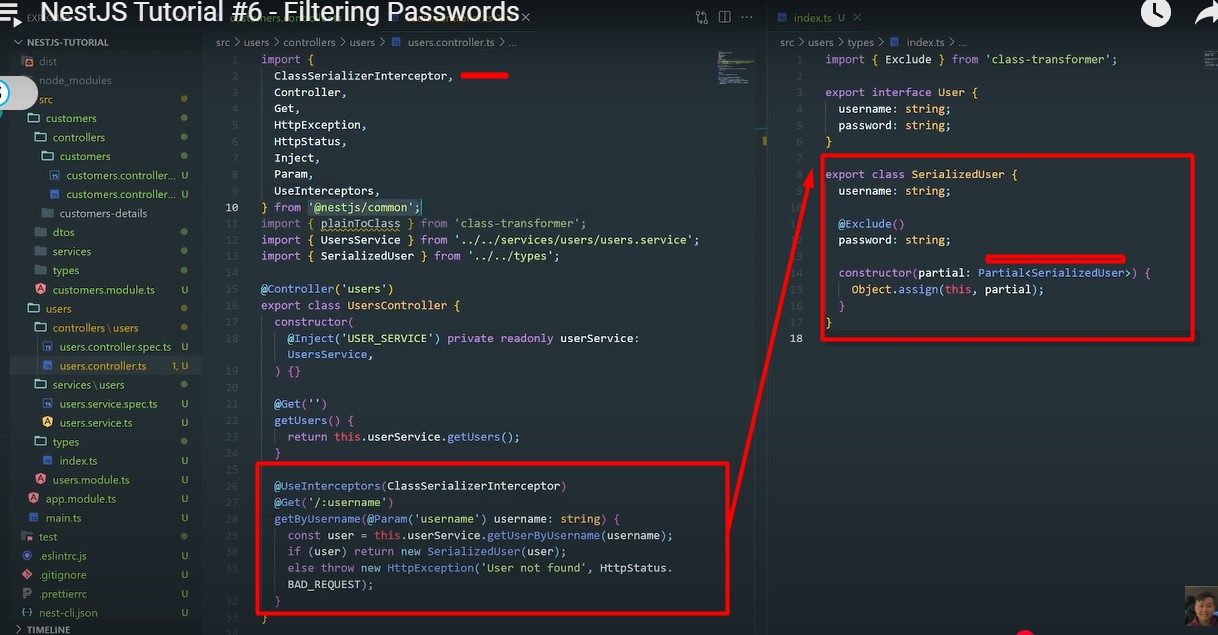 NestJS Tutorial #6 - Filtering Passwords
NESTJS-TUTORIAL
dist
node_modules
src
customers
controllers
customers
customers.controller... U
customers.controller... U
customers-details
dtos
services
types
customers.module.ts U
users
controllers \ users
users.controller.spec.ts U
users.controller.ts 1, U
services \ users
users.service.spec.ts U
users.service.ts U
types
index.ts U
users.module.ts U
app.module.ts U
main.ts U
test
.eslintrc.js U
.gitignore U
.prettierrc U
nest-cli.json U
TIMELINE
src > users > controllers > users > users.controller.ts > ...
1 import {
2 ClassSerializerInterceptor,
3 Controller,
4 Get,
5 HttpException,
6 HttpStatus,
7 Inject,
8 Param,
9 UseInterceptors,
10 } from '@nestjs/common';
11 import { plainToClass } from 'class-transformer';
12 import { UsersService } from '../../services/users/users.service';
13 import { SerializedUser } from '../../types';
14
15 @Controller('users')
16 export class UsersController {
17 constructor(
18 @Inject('USER_SERVICE') private readonly userService:
UsersService,
19 ) {}
20
21 @Get('')
22 getUsers() {
23 return this.userService.getUsers();
24 }
25
26 @UseInterceptors(ClassSerializerInterceptor)
27 @Get('/:username')
28 getByUsername(@Param('username') username: string) {
29 const user = this.userService.getUserByUsername(username);
30 if (user) return new SerializedUser(user);
31 else throw new HttpException('User not found', HttpStatus.
BAD_REQUEST);
32 }
33 }
index.ts U
src > users > types > index.ts > ...
1 import { Exclude } from 'class-transformer';
2
3 export interface User {
4 username: string;
5 password: string;
6 }
7
8 export class SerializedUser {
9 username: string;
10
11 @Exclude()
12 password: string;
13
14 constructor(partial: Partial<SerializedUser>) {
15 Object.assign(this, partial);
16 }
17 }
18